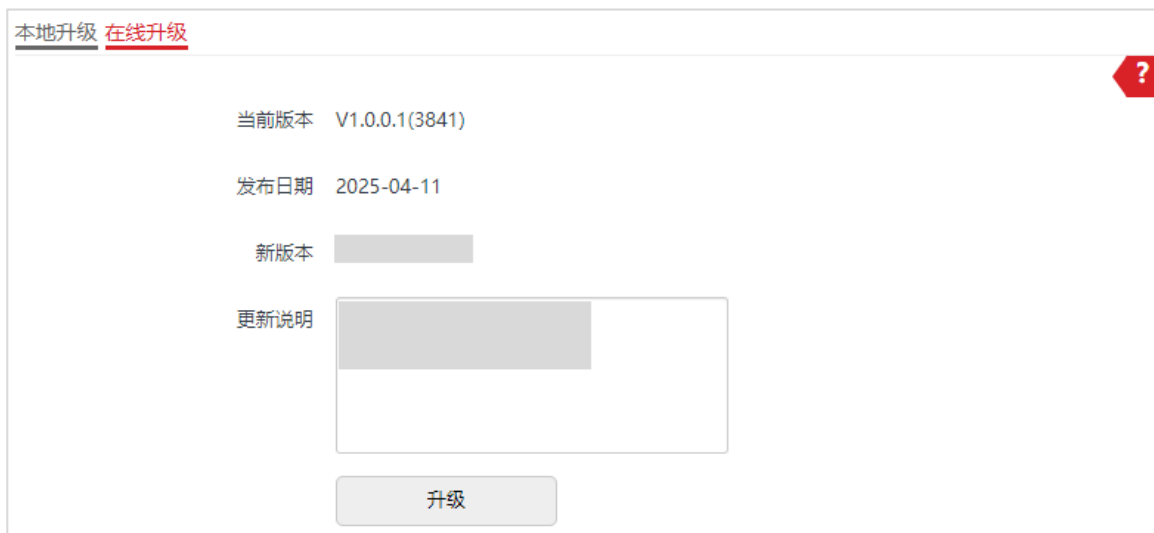 本地升级 在线升级
?
当前版本 V1.0.0.1(3841)
发布日期 2025-04-11
新版本
更新说明
升级